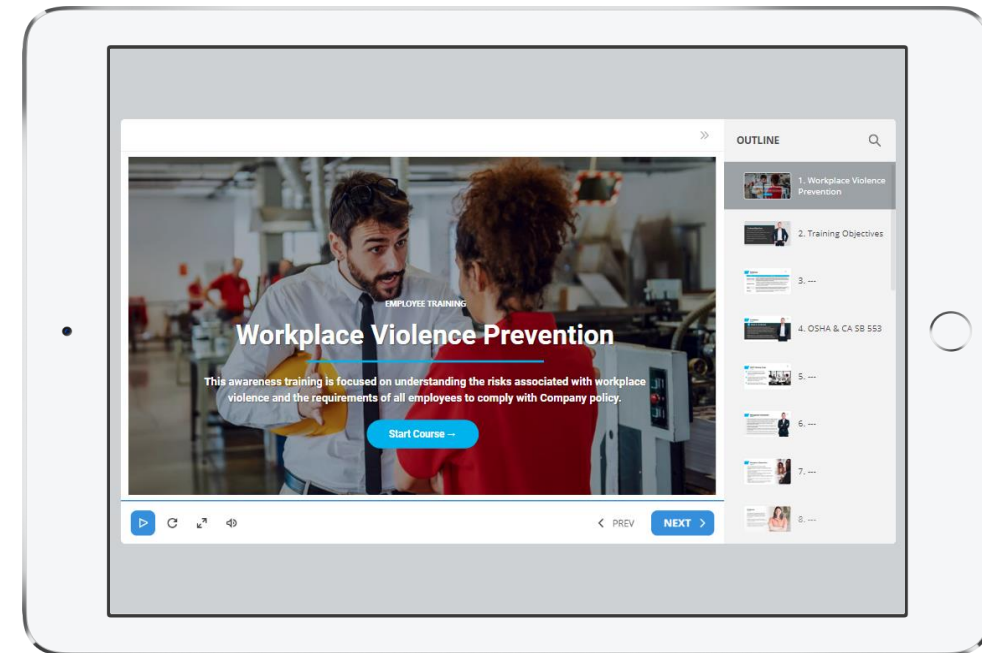 OUTLINE
1. Workplace Violence
Prevention
2. Training Objectives
3. ---
4. OSHA & CA SB 553
5. ---
6. ---
7. ---
8. ---
EMPLOYEE TRAINING
Workplace Violence Prevention
This awareness training is focused on understanding the risks associated with workplace
violence and the requirements of all employees to comply with Company policy.
Start Course →
PREV
NEXT